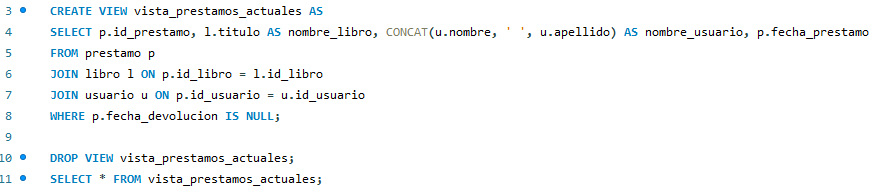 3 CREATE VIEW vista_prestamos_actuales AS
4 SELECT p.id_prestamo, l.titulo AS nombre_libro, CONCAT(u.nombre, ' ', u.apellido) AS nombre_usuario, p.fecha_prestamo
5 FROM prestamo p
6 JOIN libro l ON p.id_libro = l.id_libro
7 JOIN usuario u ON p.id_usuario = u.id_usuario
8 WHERE p.fecha_devolucion IS NULL;
9
10 DROP VIEW vista_prestamos_actuales;
11 SELECT * FROM vista_prestamos_actuales;